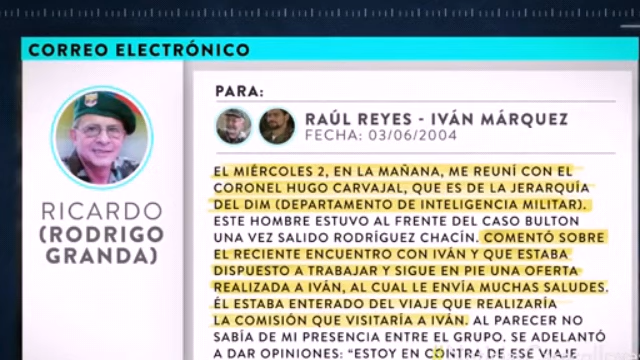 CORREO ELECTRÓNICO
PARA:
RAÚL REYES - IVÁN MÁRQUEZ
FECHA: 03/06/2004
RICARDO
(RODRIGO
GRANDA)
EL MIÉRCOLES 2, EN LA MAÑANA, ME REUNÍ CON EL
CORONEL HUGO CARVAJAL, QUE ES DE LA JERARQUÍA
DEL DIM (DEPARTAMENTO DE INTELIGENCIA MILITAR).
ESTE HOMBRE ESTUVO AL FRENTE DEL CASO BULTON
UNA VEZ SALIDO RODRÍGUEZ CHACÍN. COMENTÓ SOBRE
EL RECIENTE ENCUENTRO CON IVÁN Y QUE ESTABA
DISPUESTO A TRABAJAR Y SIGUE EN PIE UNA OFERTA
REALIZADA A IVÁN, AL CUAL LE ENVÍA MUCHAS SALUDES.
ÉL ESTABA ENTERADO DEL VIAJE QUE REALIZARÍA
LA COMISIÓN QUE VISITARÍA A IVÁN. AL PARECER NO
SABÍA DE MI PRESENCIA ENTRE EL GRUPO. SE ADELANTÓ
A DAR OPINIONES: "ESTOY EN CONTRA DE ESE VIAJE